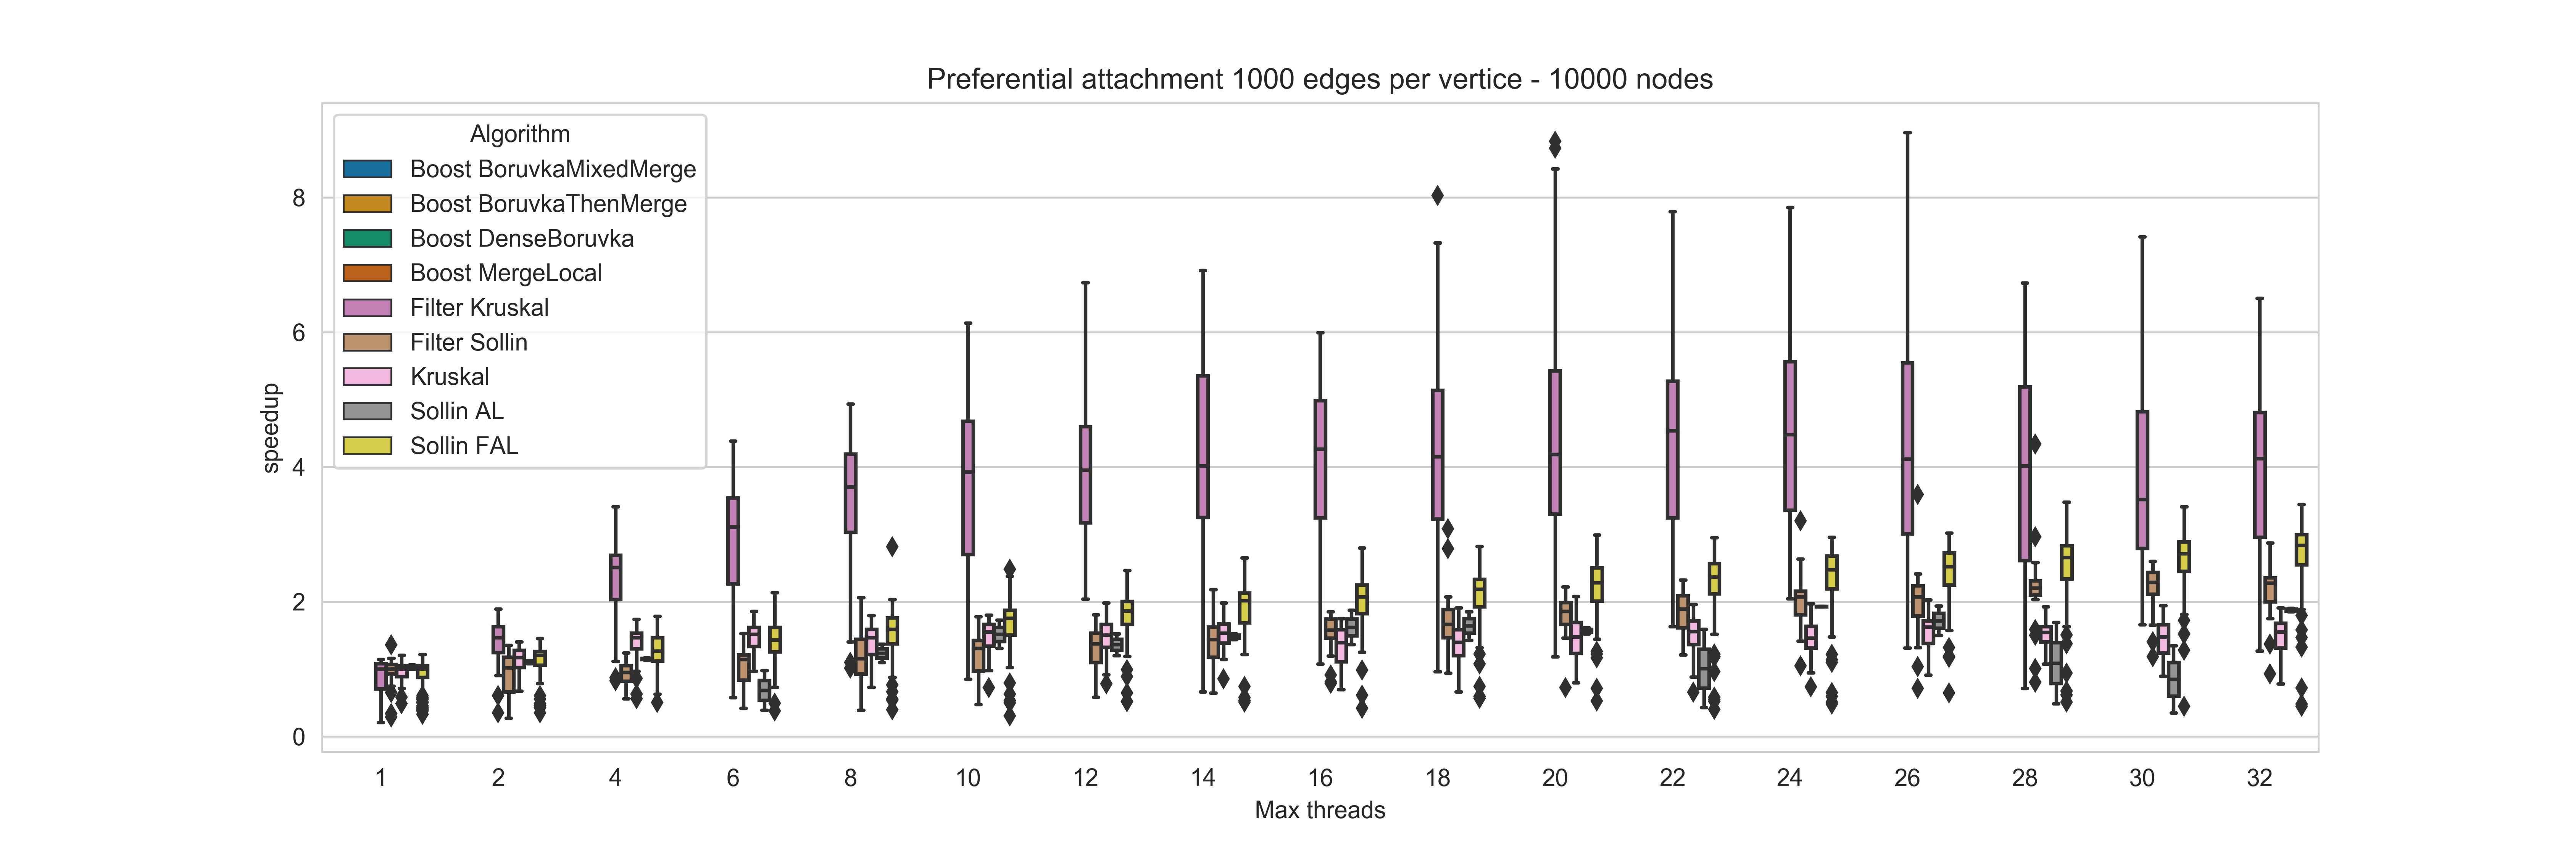 Preferential attachment 1000 edges per vertice - 10000 nodes
Algorithm
Boost BoruvkaMixedMerge
Boost BoruvkaThenMerge
Boost DenseBoruvka
Boost MergeLocal
Filter Kruskal
Filter Sollin
Kruskal
Sollin AL
Sollin FAL
speedup
8
6
4
2
0
1 2 4 6 8 10 12 14 16 18 20 22 24 26 28 30 32
Max threads